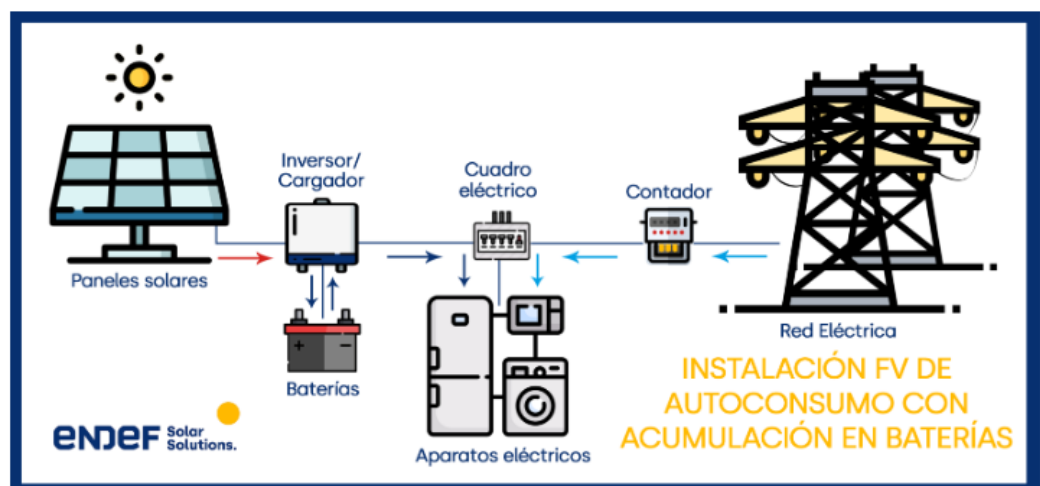 Inversor/
Cargador
Cuadro
eléctrico
Contador
Paneles solares
Baterías
Aparatos eléctricos
Red Eléctrica
INSTALACIÓN FV DE
AUTOCONSUMO CON
ACUMULACIÓN EN BATERÍAS
ENDEF Solar
Solutions.